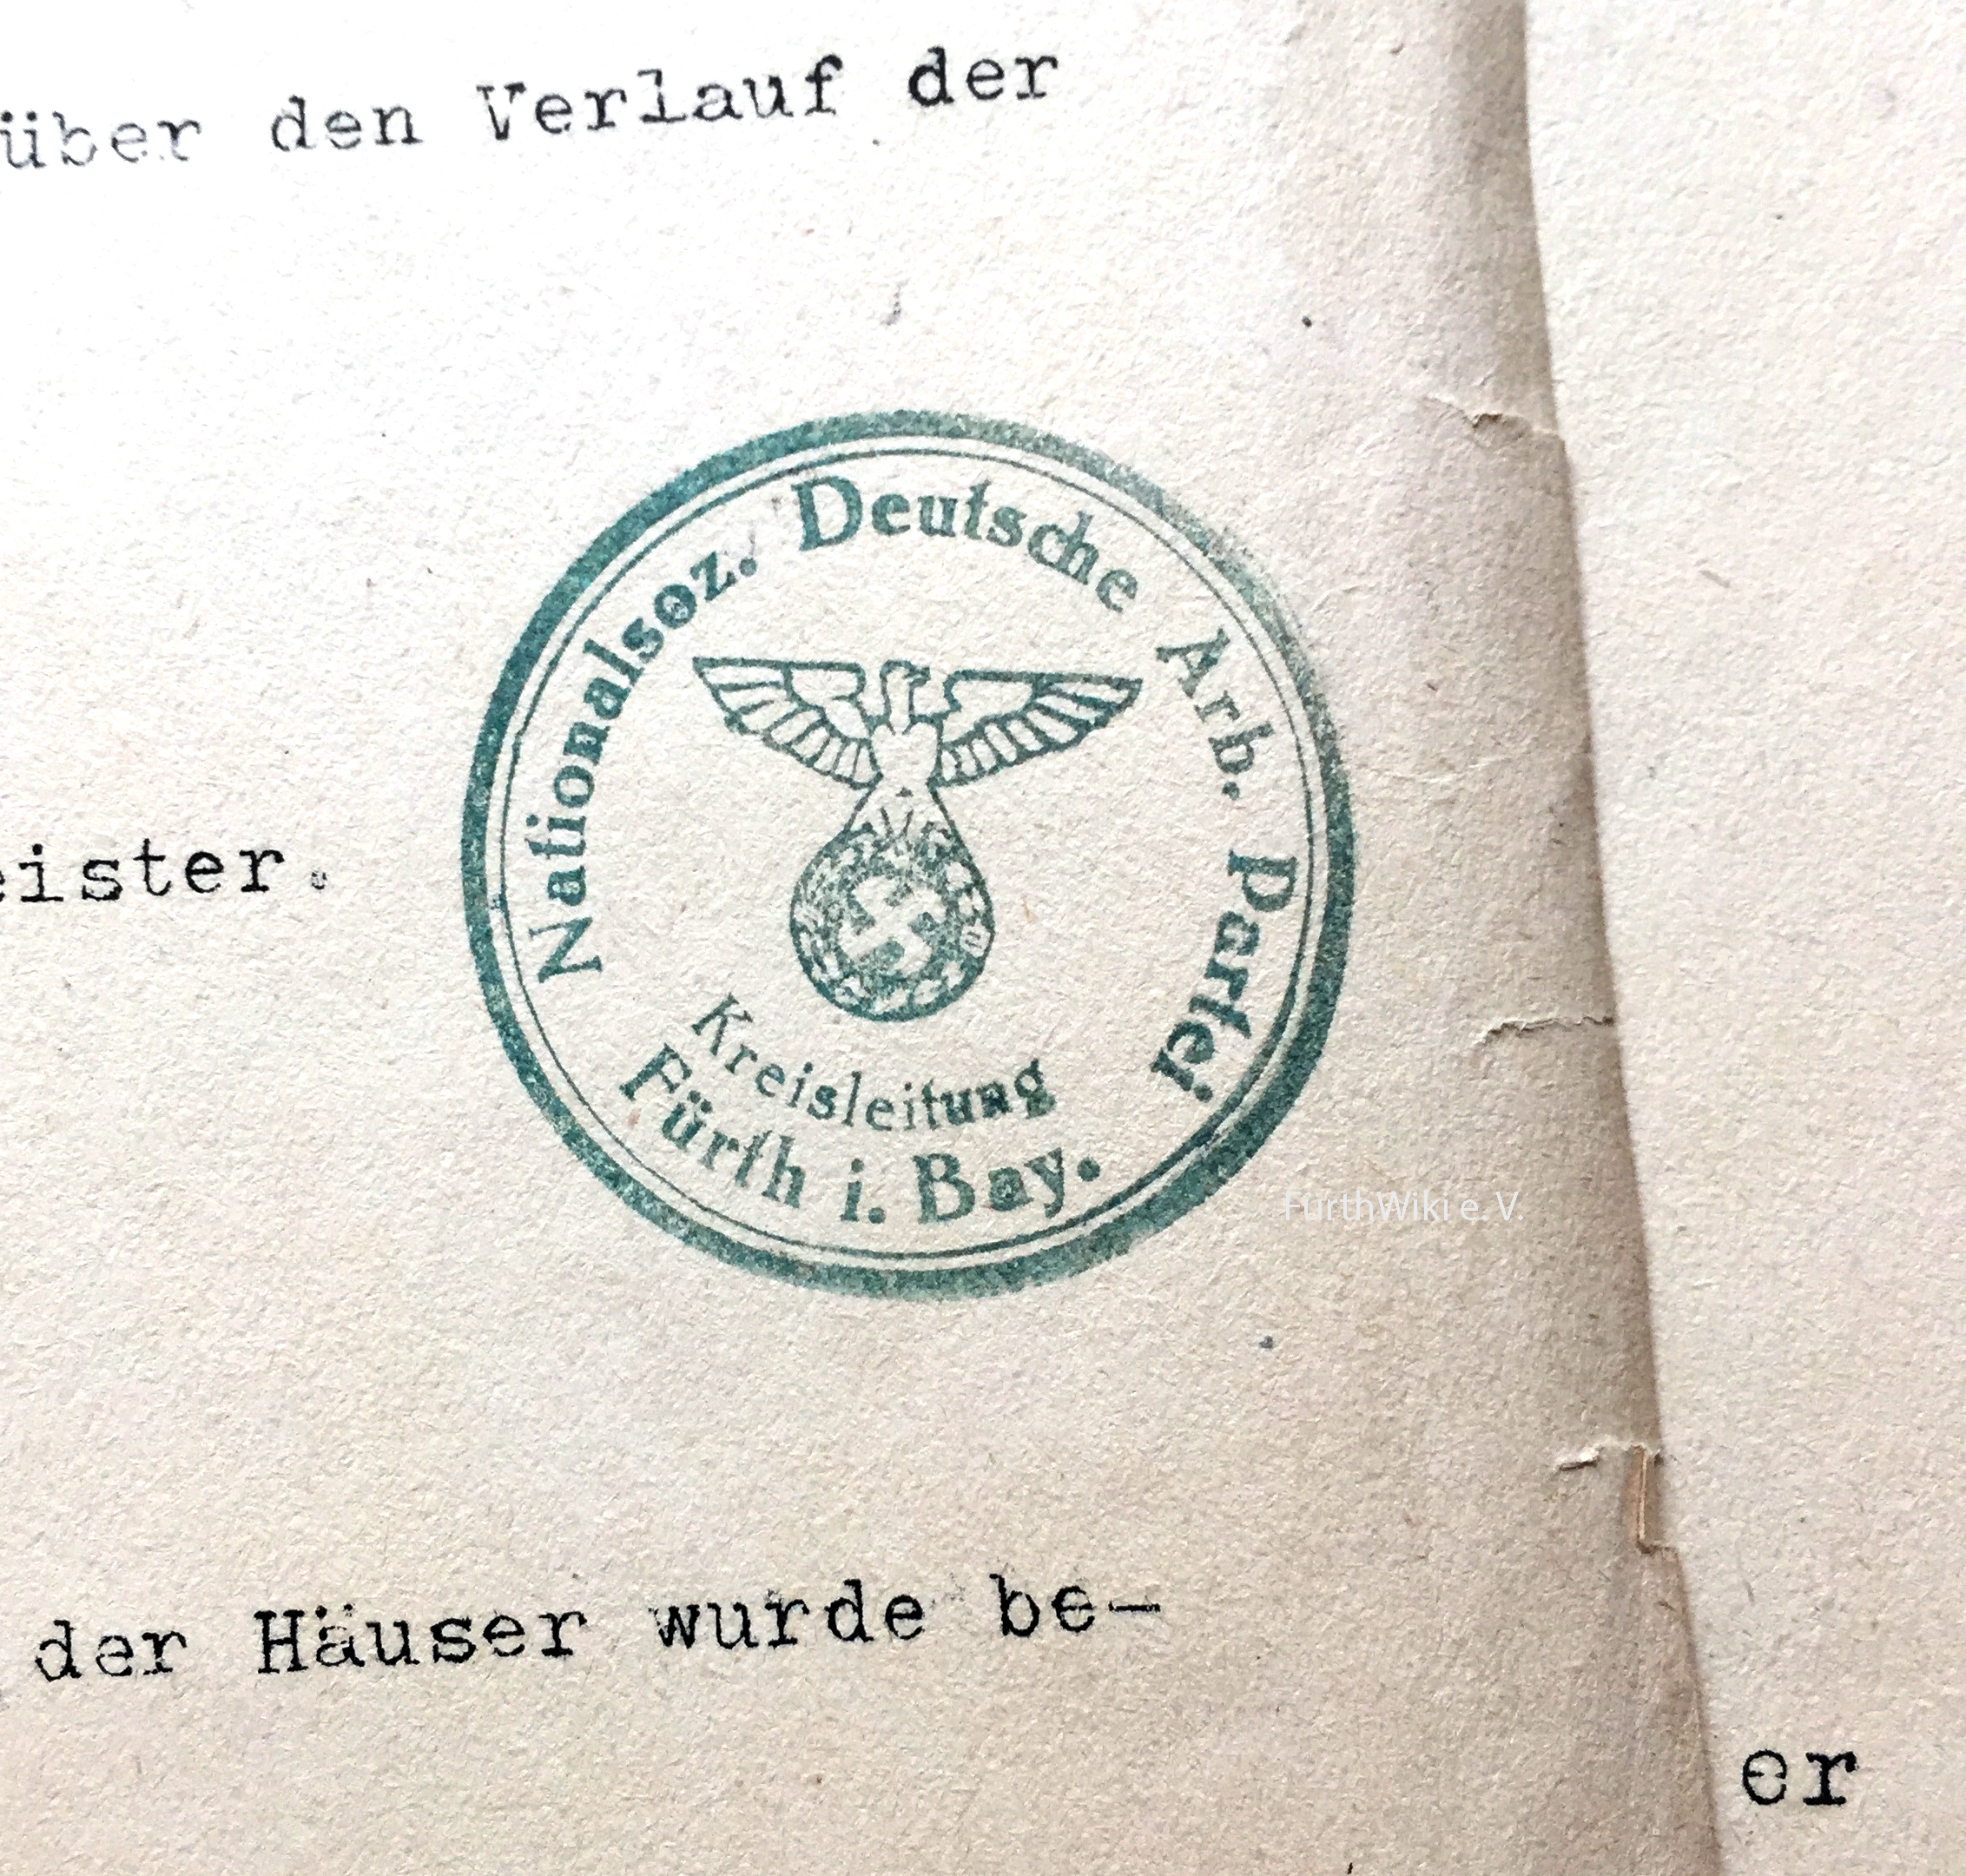 über den Verlauf der
Nationalsoz. Deutsche Arb. Partei
eister.
Kreisleitung
Fürth i. Bay.
FürthWiki e.V.
der Häuser wurde be-
er